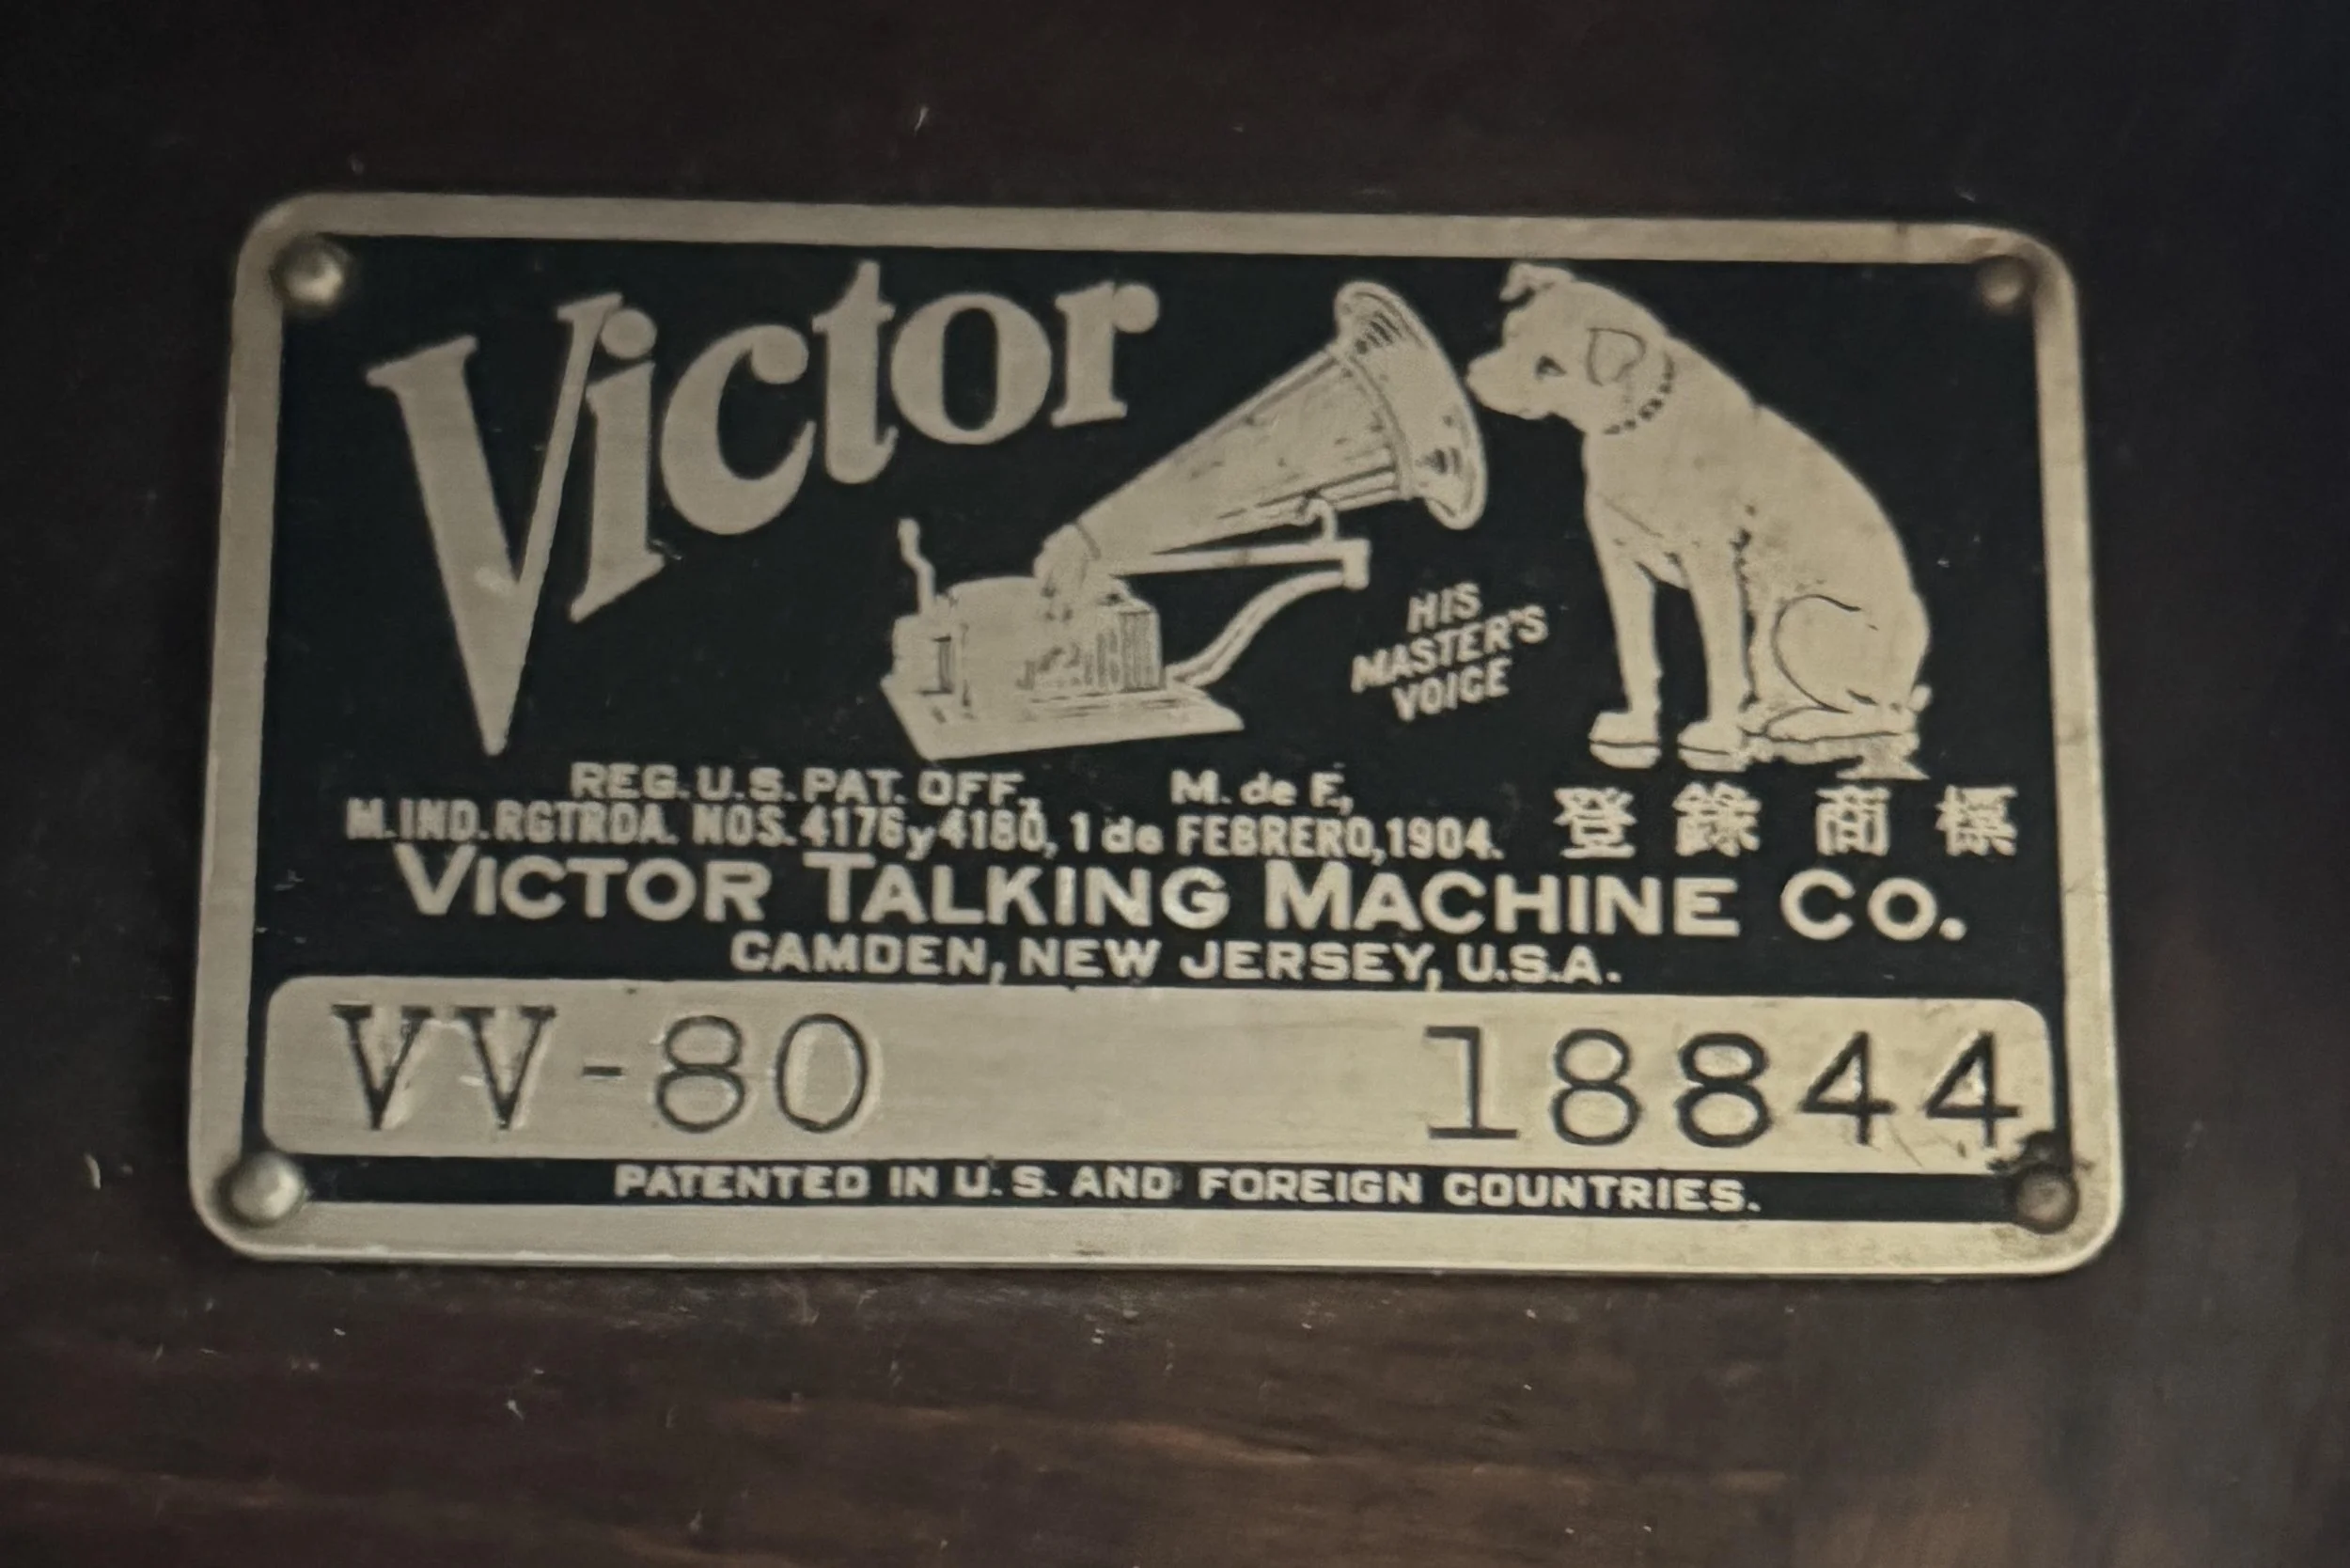 Victor
HIS
MASTER'S
VOICE
REG. U.S. PAT. OFF. M. de F.,
M. IND. RGTRDA. NOS. 4176 y 4180, 1 de FEBRERO, 1904. 登錄商標
VICTOR TALKING MACHINE CO.
CAMDEN, NEW JERSEY, U.S.A.
VV-80 18844
PATENTED IN U.S. AND FOREIGN COUNTRIES.